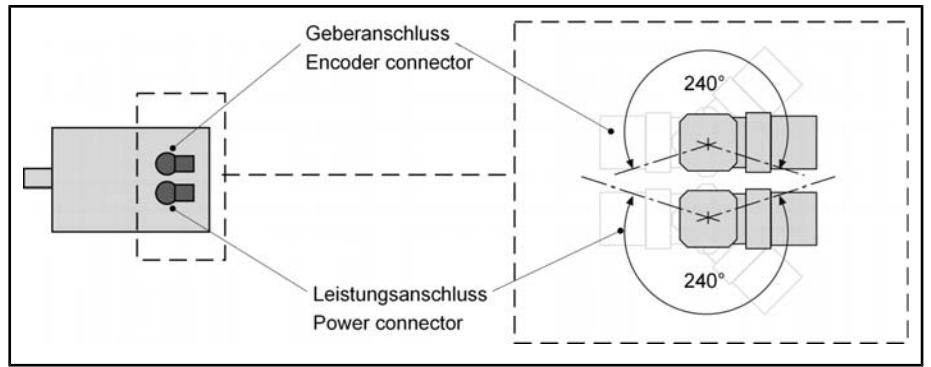 Geberanschluss
Encoder connector
240°
240°
Leistungsanschluss
Power connector